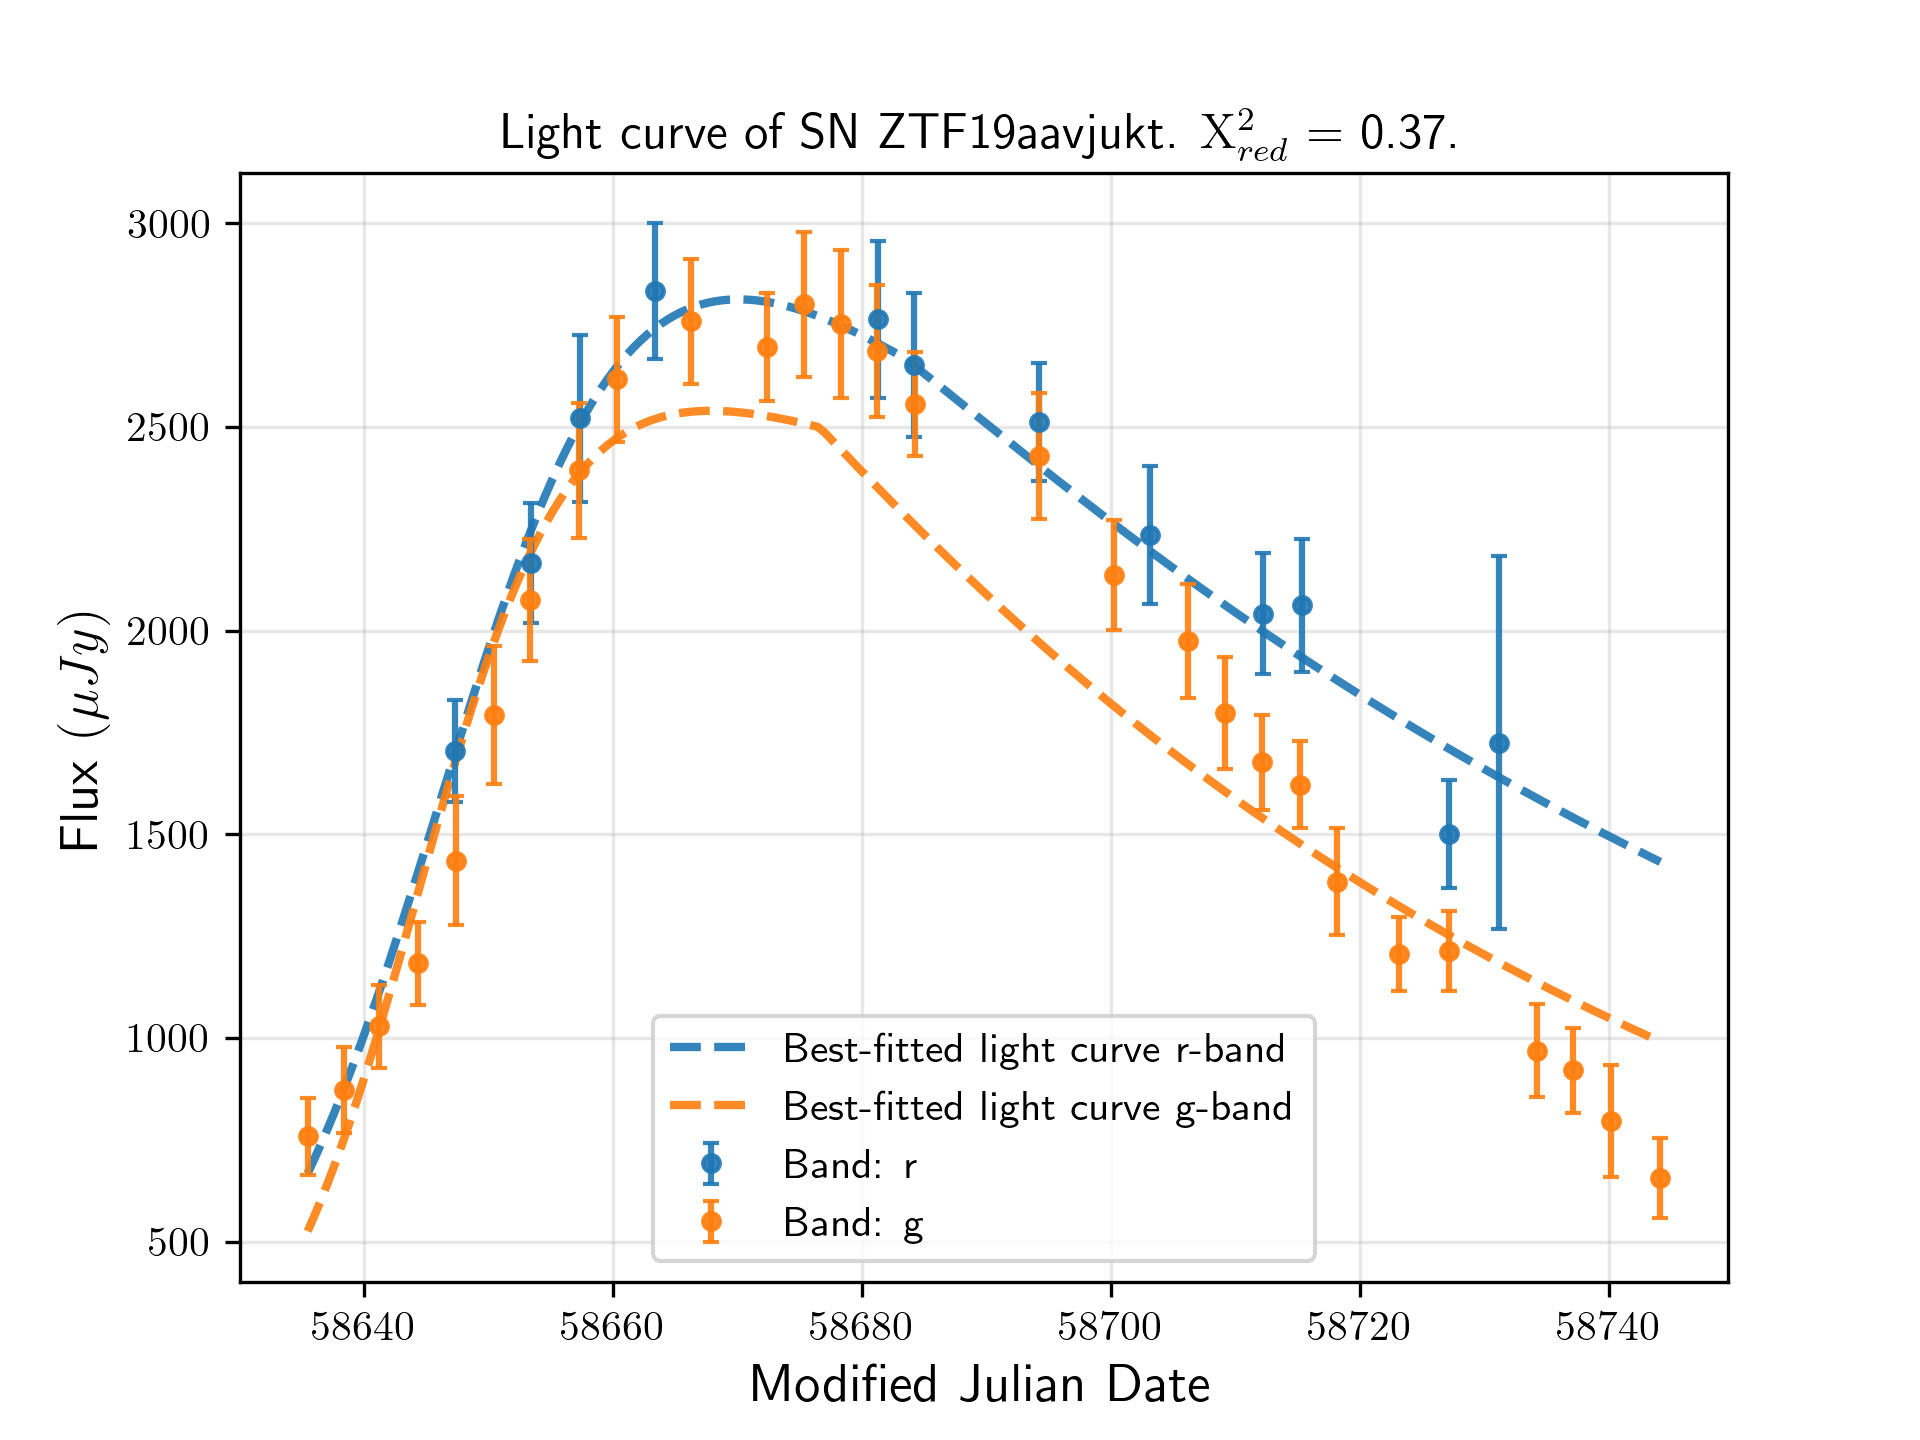 Light curve of SN ZTF19aavjukt. X²_red = 0.37.
3000
2500
2000
1500
1000
500
Flux (μJy)
58640 58660 58680 58700 58720 58740
Modified Julian Date
Best-fitted light curve r-band
Best-fitted light curve g-band
Band: r
Band: g